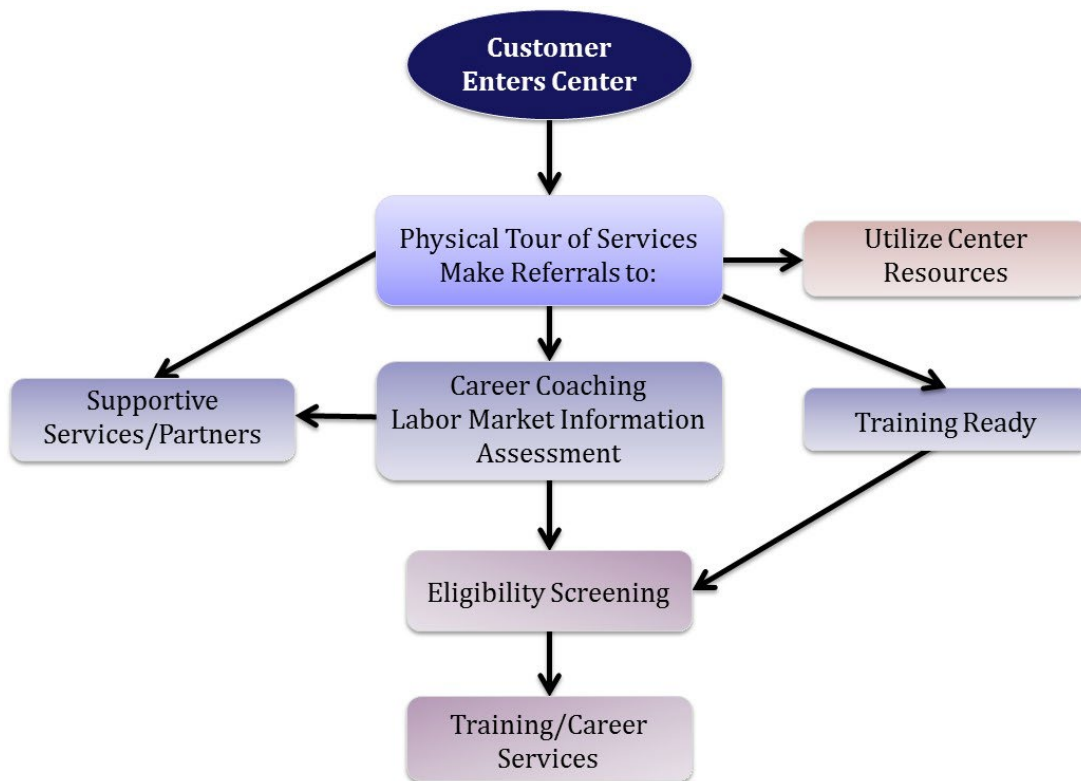 Customer
Enters Center
Physical Tour of Services
Make Referrals to:
Utilize Center
Resources
Supportive
Services/Partners
Career Coaching
Labor Market Information
Assessment
Training Ready
Eligibility Screening
Training/Career
Services